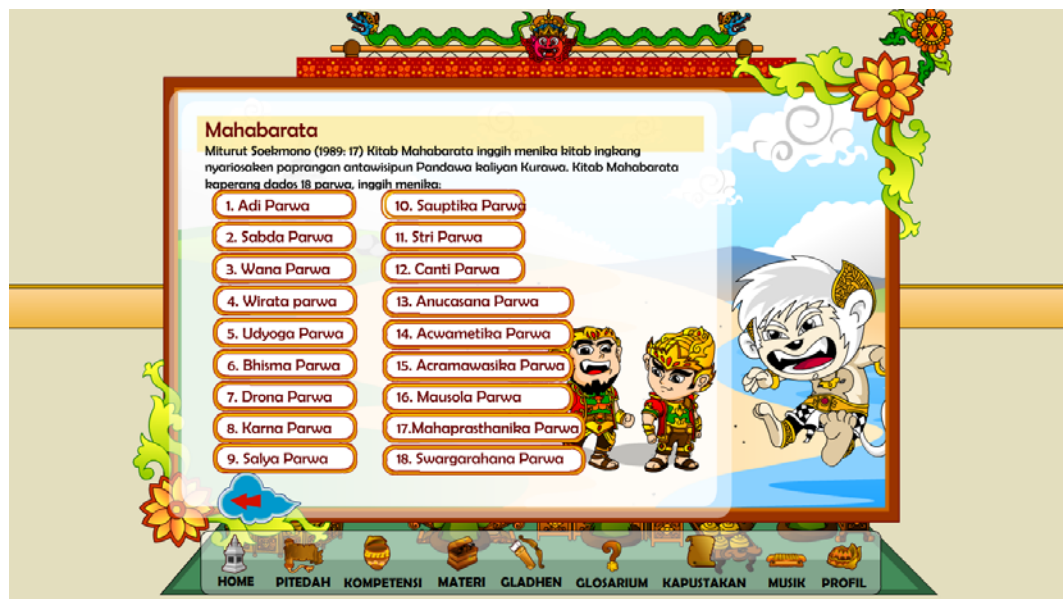 Mahabarata
Miturut Soekmono (1989: 17) Kitab Mahabarata inggih menika kitab ingkang
nyariosaken paprangan antawisipun Pandawa kaliyan Kurawa. Kitab Mahabarata
kaperang dados 18 parwa, inggih menika:
1. Adi Parwa
2. Sabda Parwa
3. Wana Parwa
4. Wirata parwa
5. Udyoga Parwa
6. Bhisma Parwa
7. Drona Parwa
8. Karna Parwa
9. Salya Parwa
10. Sauptika Parwa
11. Stri Parwa
12. Canti Parwa
13. Anucasana Parwa
14. Acwametika Parwa
15. Acramawasika Parwa
16. Mausola Parwa
17.Mahaprasthanika Parwa
18. Swargarahana Parwa
X
HOME PITEDAH KOMPETENSI MATERI GLADHEN GLOSARIUM KAPUSTAKAN MUSIK PROFIL